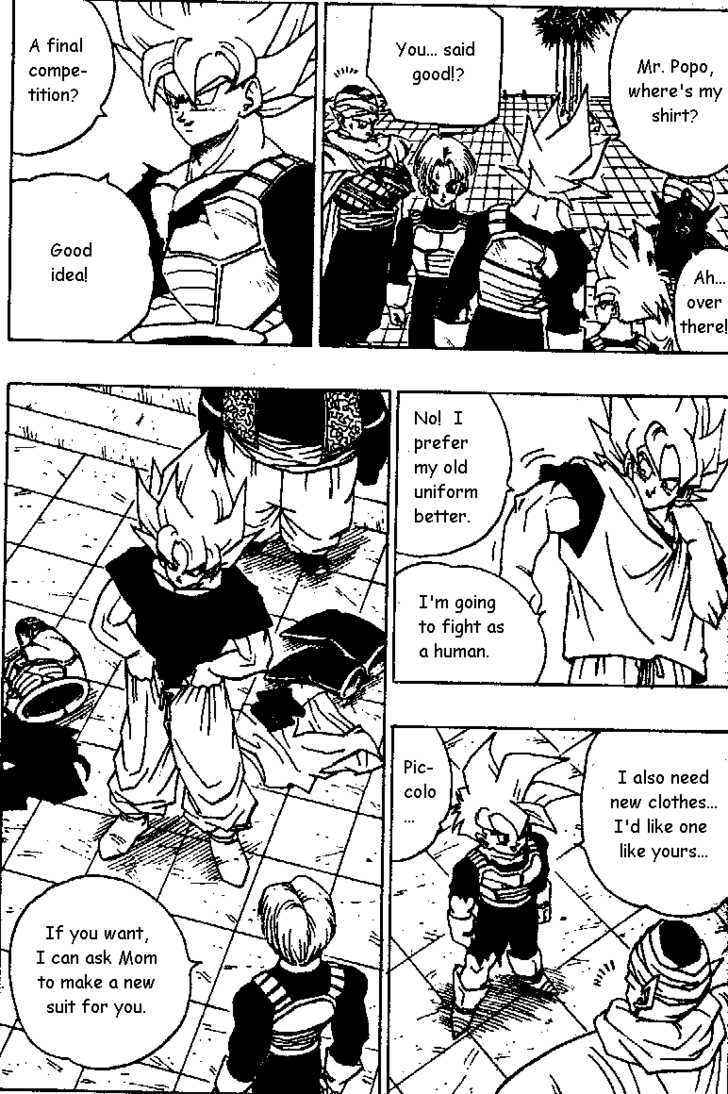 A final
compe-
tition?
Good
idea!
You... said
good!?
Mr. Popo,
where's my
shirt?
Ah...
over
there!
If you want,
I can ask Mom
to make a new
suit for you.
No! I
prefer
my old
uniform
better.
I'm going
to fight as
a human.
Pic-
colo
...
I also need
new clothes...
I'd like one
like yours...